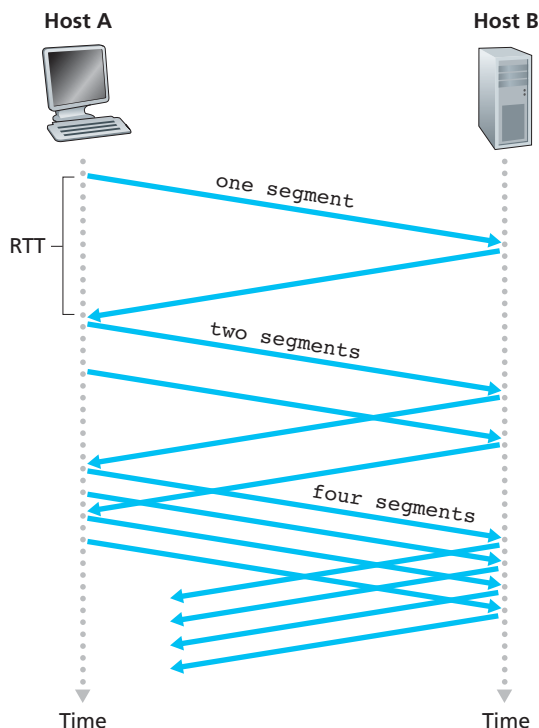 Host A
Host B
one segment
RTT
two segments
four segments
Time
Time